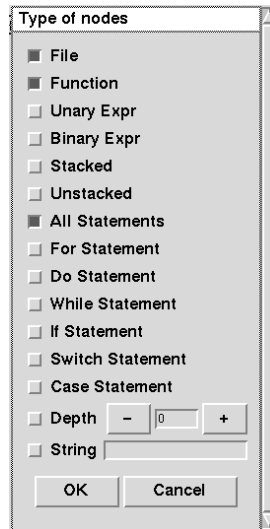 Type of nodes
File
Function
Unary Expr
Binary Expr
Stacked
Unstacked
All Statements
For Statement
Do Statement
While Statement
If Statement
Switch Statement
Case Statement
Depth - 0 +
String
OK Cancel